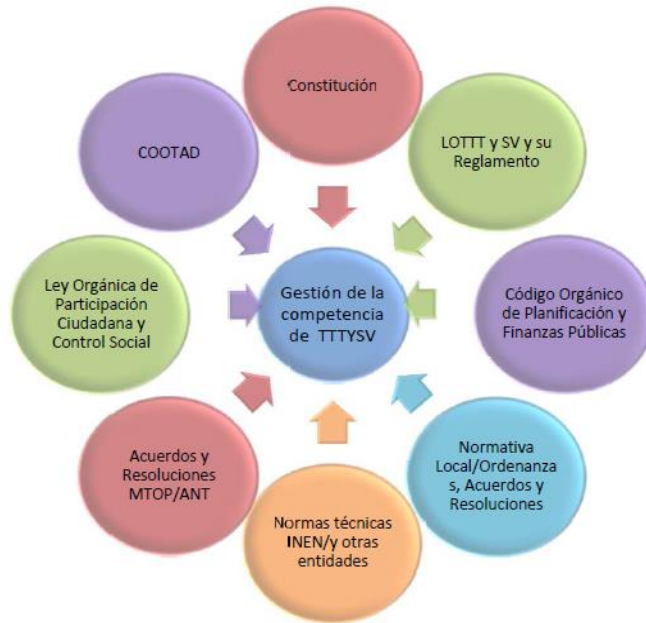 Constitución
LOTTT y SV y su
Reglamento
Código Orgánico
de Planificación y
Finanzas Públicas
Normativa
Local/Ordenanza
s, Acuerdos y
Resoluciones
Normas técnicas
INEN/y otras
entidades
Acuerdos y
Resoluciones
MTOP/ANT
Ley Orgánica de
Participación
Ciudadana y
Control Social
COOTAD
Gestión de la
competencia
de TTTYSV